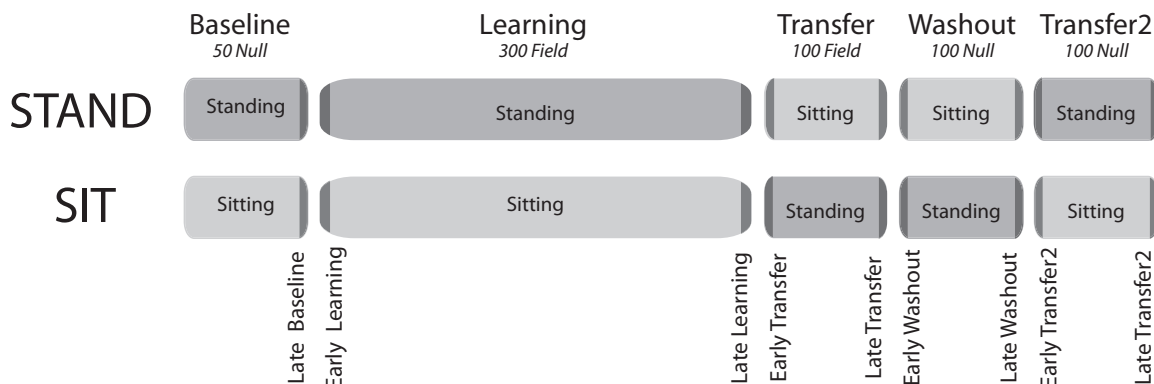 Baseline Learning Transfer Washout Transfer2
50 Null 300 Field 100 Field 100 Null 100 Null
STAND Standing Standing Sitting Sitting Standing
SIT Sitting Sitting Standing Standing Sitting
Late Baseline
Early Learning
Late Learning
Early Transfer
Late Transfer
Early Washout
Late Washout
Early Transfer2
Late Transfer2